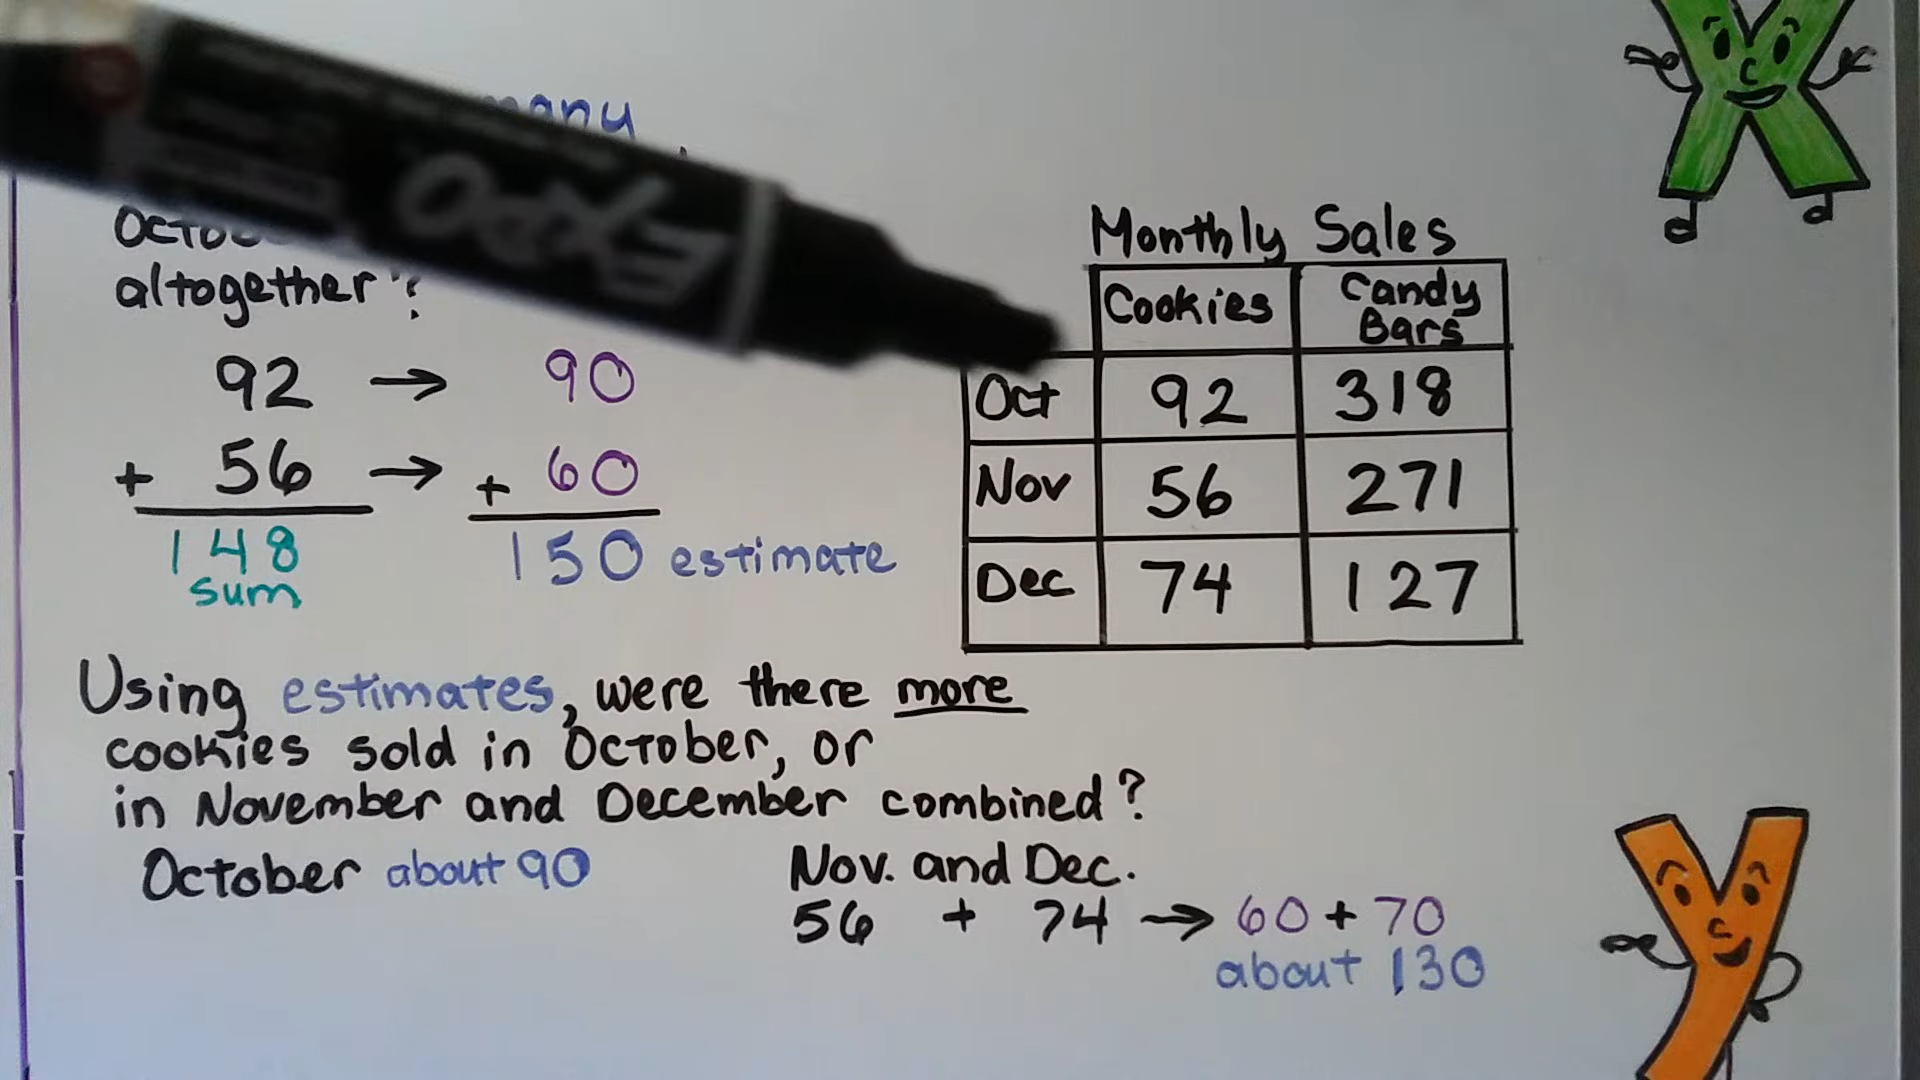 many
EXPO
altogether?
92 → 90
+ 56 → + 60
148 150 estimate
sum
Monthly Sales
Cookies Candy Bars
Oct 92 318
Nov 56 271
Dec 74 127
Using estimates, were there more
cookies sold in October, or
in November and December combined?
October about 90 Nov. and Dec.
56 + 74 → 60 + 70
about 130